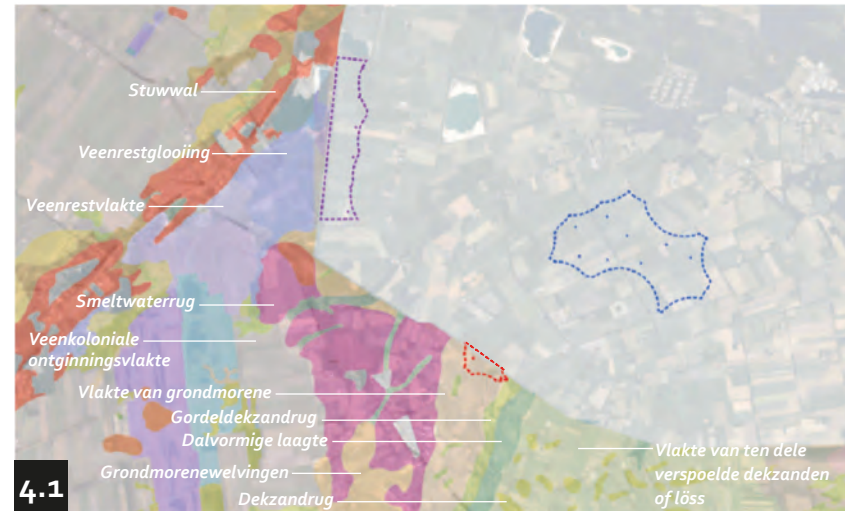 Stuwwal
Veenrestglooiing
Veenrestvlakte
Smeltwaterrug
Veenkoloniale
ontginningsvlakte
Vlakte van grondmorene
Gordeldekzandrug
Dalvormige laagte
Grondmorenewelvingen
Dekzandrug
Vlakte van ten dele
verspoelde dekzanden
of löss
4.1